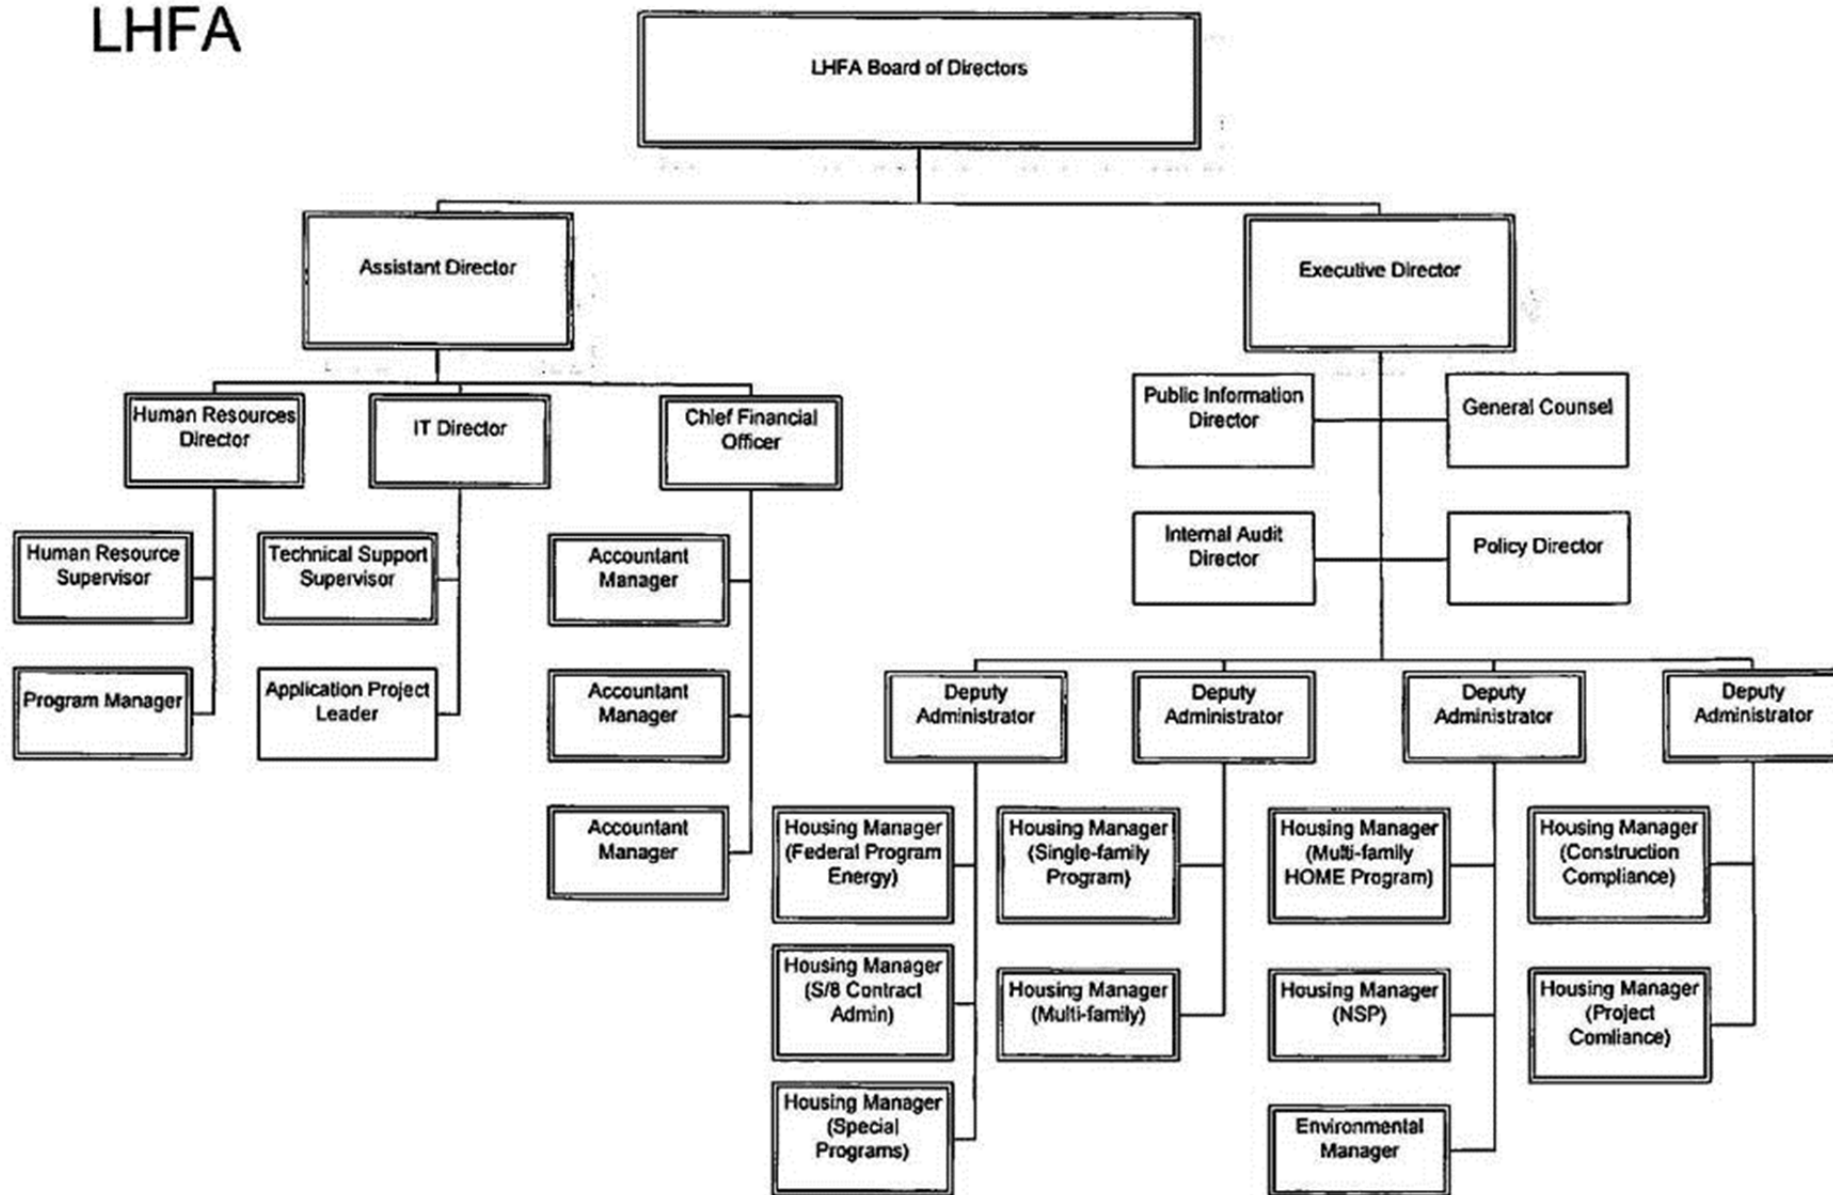 LHFA
LHFA Board of Directors
Assistant Director
Executive Director
Human Resources
Director
IT Director
Chief Financial
Officer
Public Information
Director
General Counsel
Internal Audit
Director
Policy Director
Human Resource
Supervisor
Technical Support
Supervisor
Accountant
Manager
Program Manager
Application Project
Leader
Accountant
Manager
Accountant
Manager
Deputy
Administrator
Deputy
Administrator
Deputy
Administrator
Deputy
Administrator
Housing Manager
(Federal Program
Energy)
Housing Manager
(Single-family
Program)
Housing Manager
(Multi-family
HOME Program)
Housing Manager
(Construction
Compliance)
Housing Manager
(S/8 Contract
Admin)
Housing Manager
(Multi-family)
Housing Manager
(NSP)
Housing Manager
(Project
Comliance)
Housing Manager
(Special
Programs)
Environmental
Manager